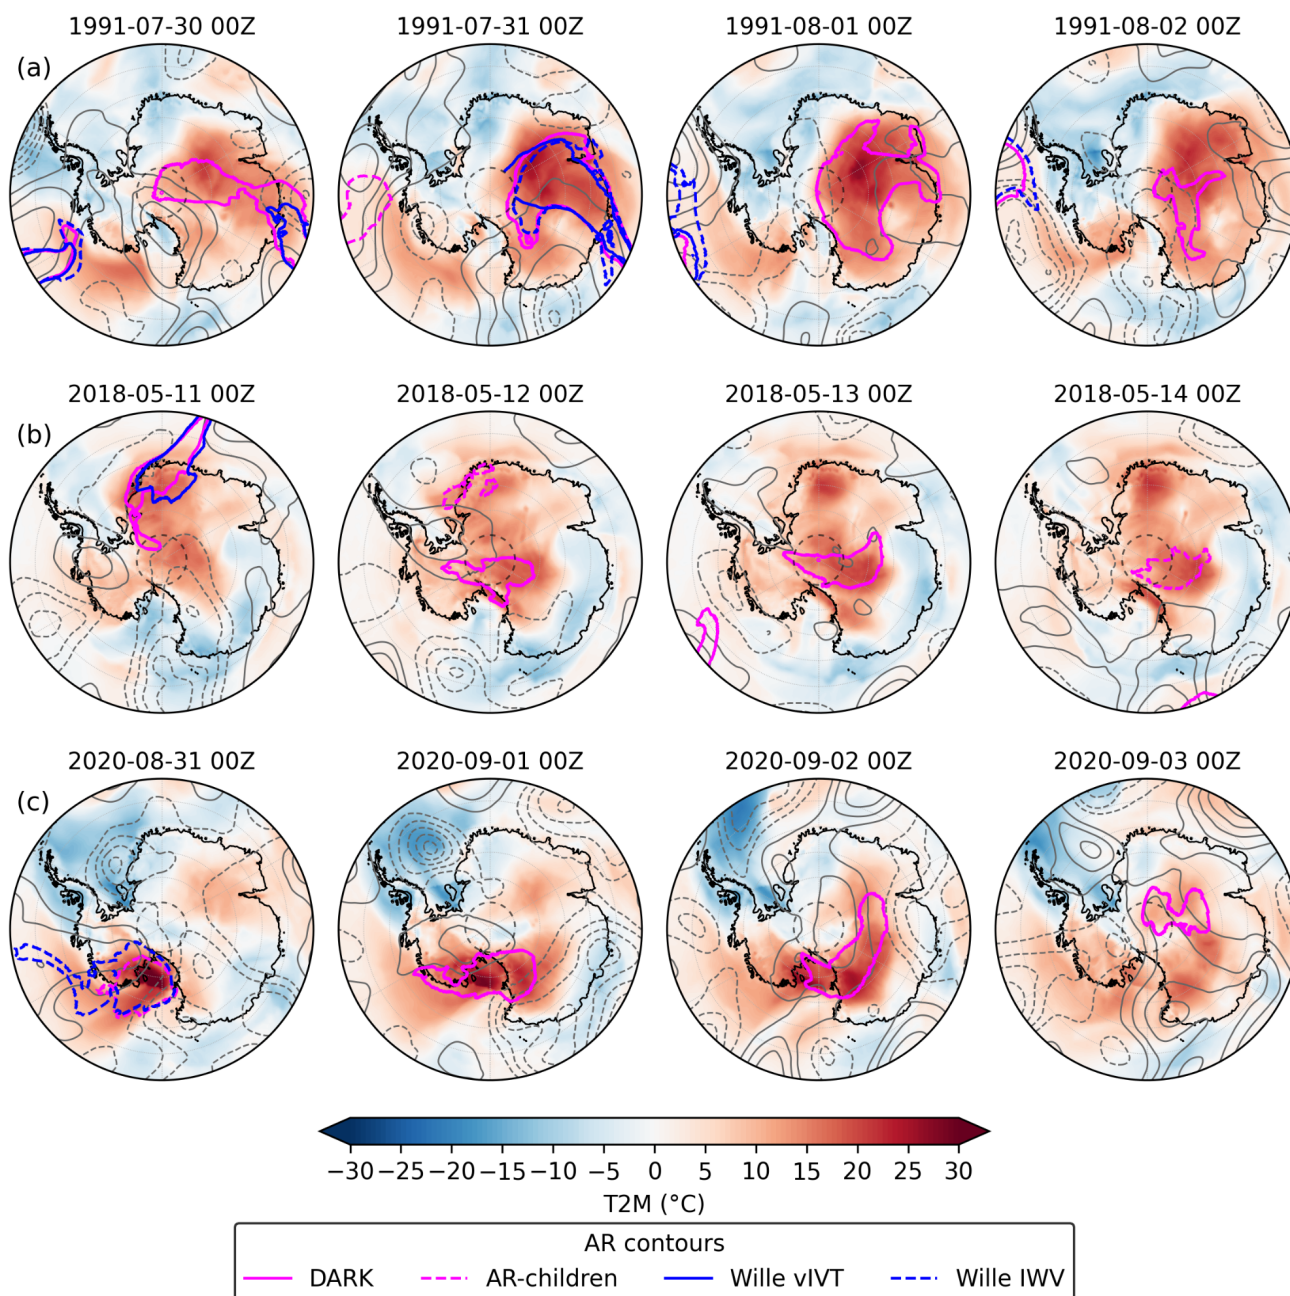 1991-07-30 00Z 1991-07-31 00Z 1991-08-01 00Z 1991-08-02 00Z
(a)
2018-05-11 00Z 2018-05-12 00Z 2018-05-13 00Z 2018-05-14 00Z
(b)
2020-08-31 00Z 2020-09-01 00Z 2020-09-02 00Z 2020-09-03 00Z
(c)
−30 −25 −20 −15 −10 −5 0 5 10 15 20 25 30
T2M (°C)
AR contours
DARK AR-children Wille vIVT Wille IWV